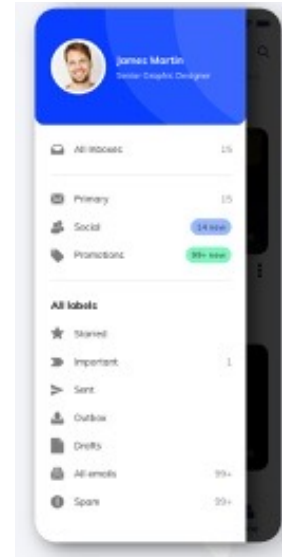 James Martin
Senior Graphic Designer
All inboxes 15
Primary 15
Social 14 new
Promotions 99+ new
All labels
Starred
Important 1
Sent
Outbox
Drafts
All emails 99+
Spam 99+